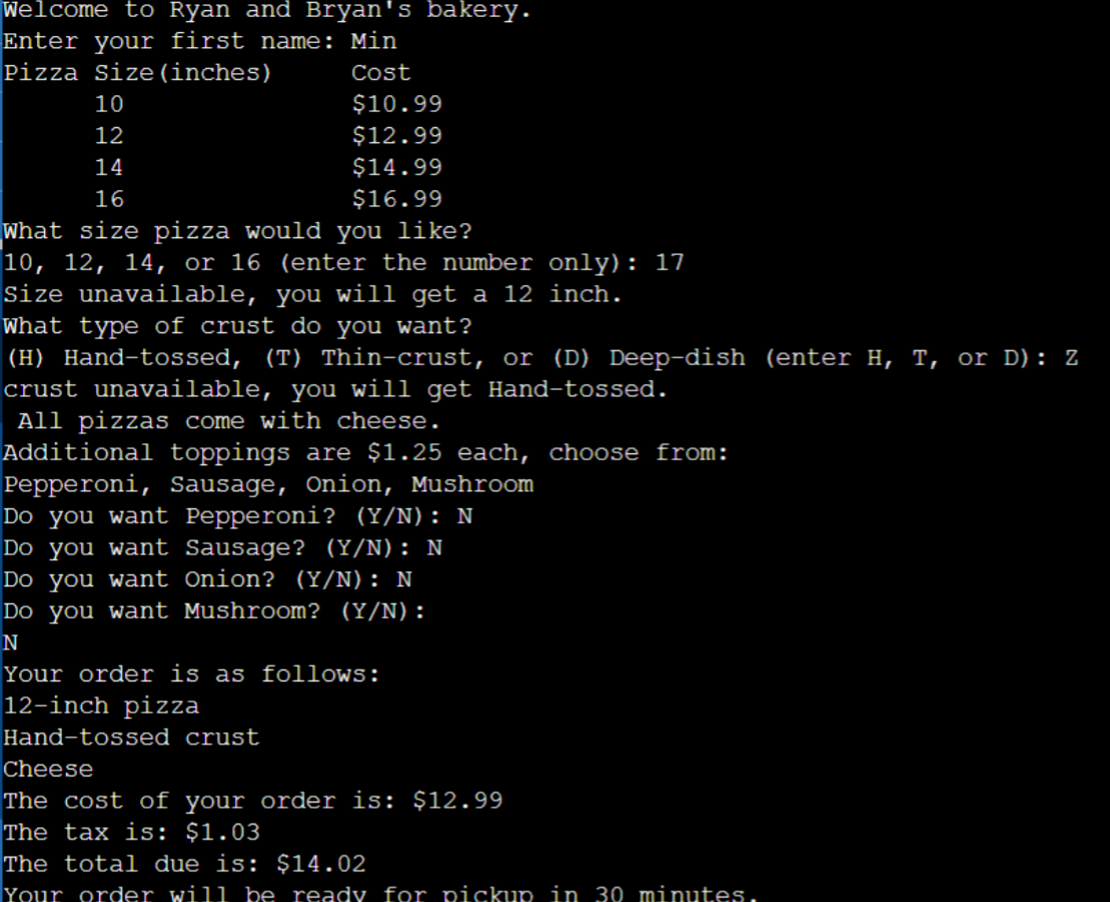 Welcome to Ryan and Bryan's bakery.
Enter your first name: Min
Pizza Size(inches)     Cost
      10               $10.99
      12               $12.99
      14               $14.99
      16               $16.99
What size pizza would you like?
10, 12, 14, or 16 (enter the number only): 17
Size unavailable, you will get a 12 inch.
What type of crust do you want?
(H) Hand-tossed, (T) Thin-crust, or (D) Deep-dish (enter H, T, or D): Z
crust unavailable, you will get Hand-tossed.
 All pizzas come with cheese.
Additional toppings are $1.25 each, choose from:
Pepperoni, Sausage, Onion, Mushroom
Do you want Pepperoni? (Y/N): N
Do you want Sausage? (Y/N): N
Do you want Onion? (Y/N): N
Do you want Mushroom? (Y/N):
N
Your order is as follows:
12-inch pizza
Hand-tossed crust
Cheese
The cost of your order is: $12.99
The tax is: $1.03
The total due is: $14.02
Your order will be ready for pickup in 30 minutes.